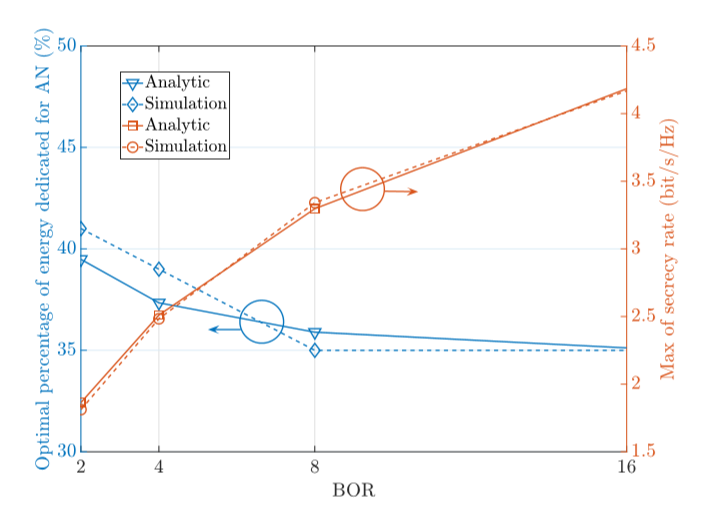 Optimal percentage of energy dedicated for AN (%)
50
45
40
35
30
Analytic
Simulation
Analytic
Simulation
4.5
4
3.5
3
2.5
2
1.5
Max of secrecy rate (bit/s/Hz)
2 4 8 16
BOR